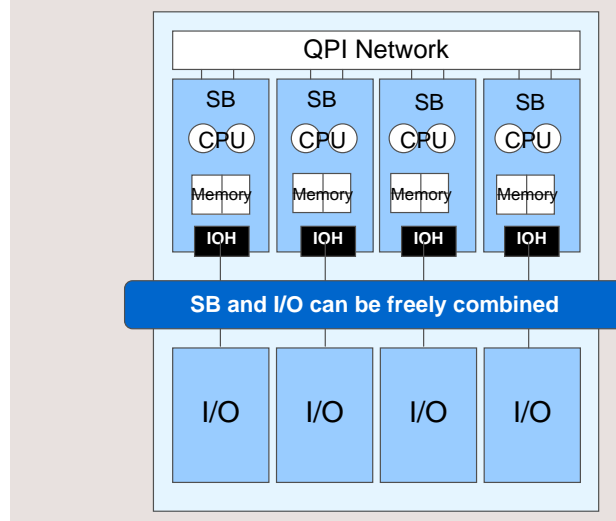 QPI Network
SB SB SB SB
CPU CPU CPU CPU
Memory Memory Memory Memory
IOH IOH IOH IOH
SB and I/O can be freely combined
I/O I/O I/O I/O